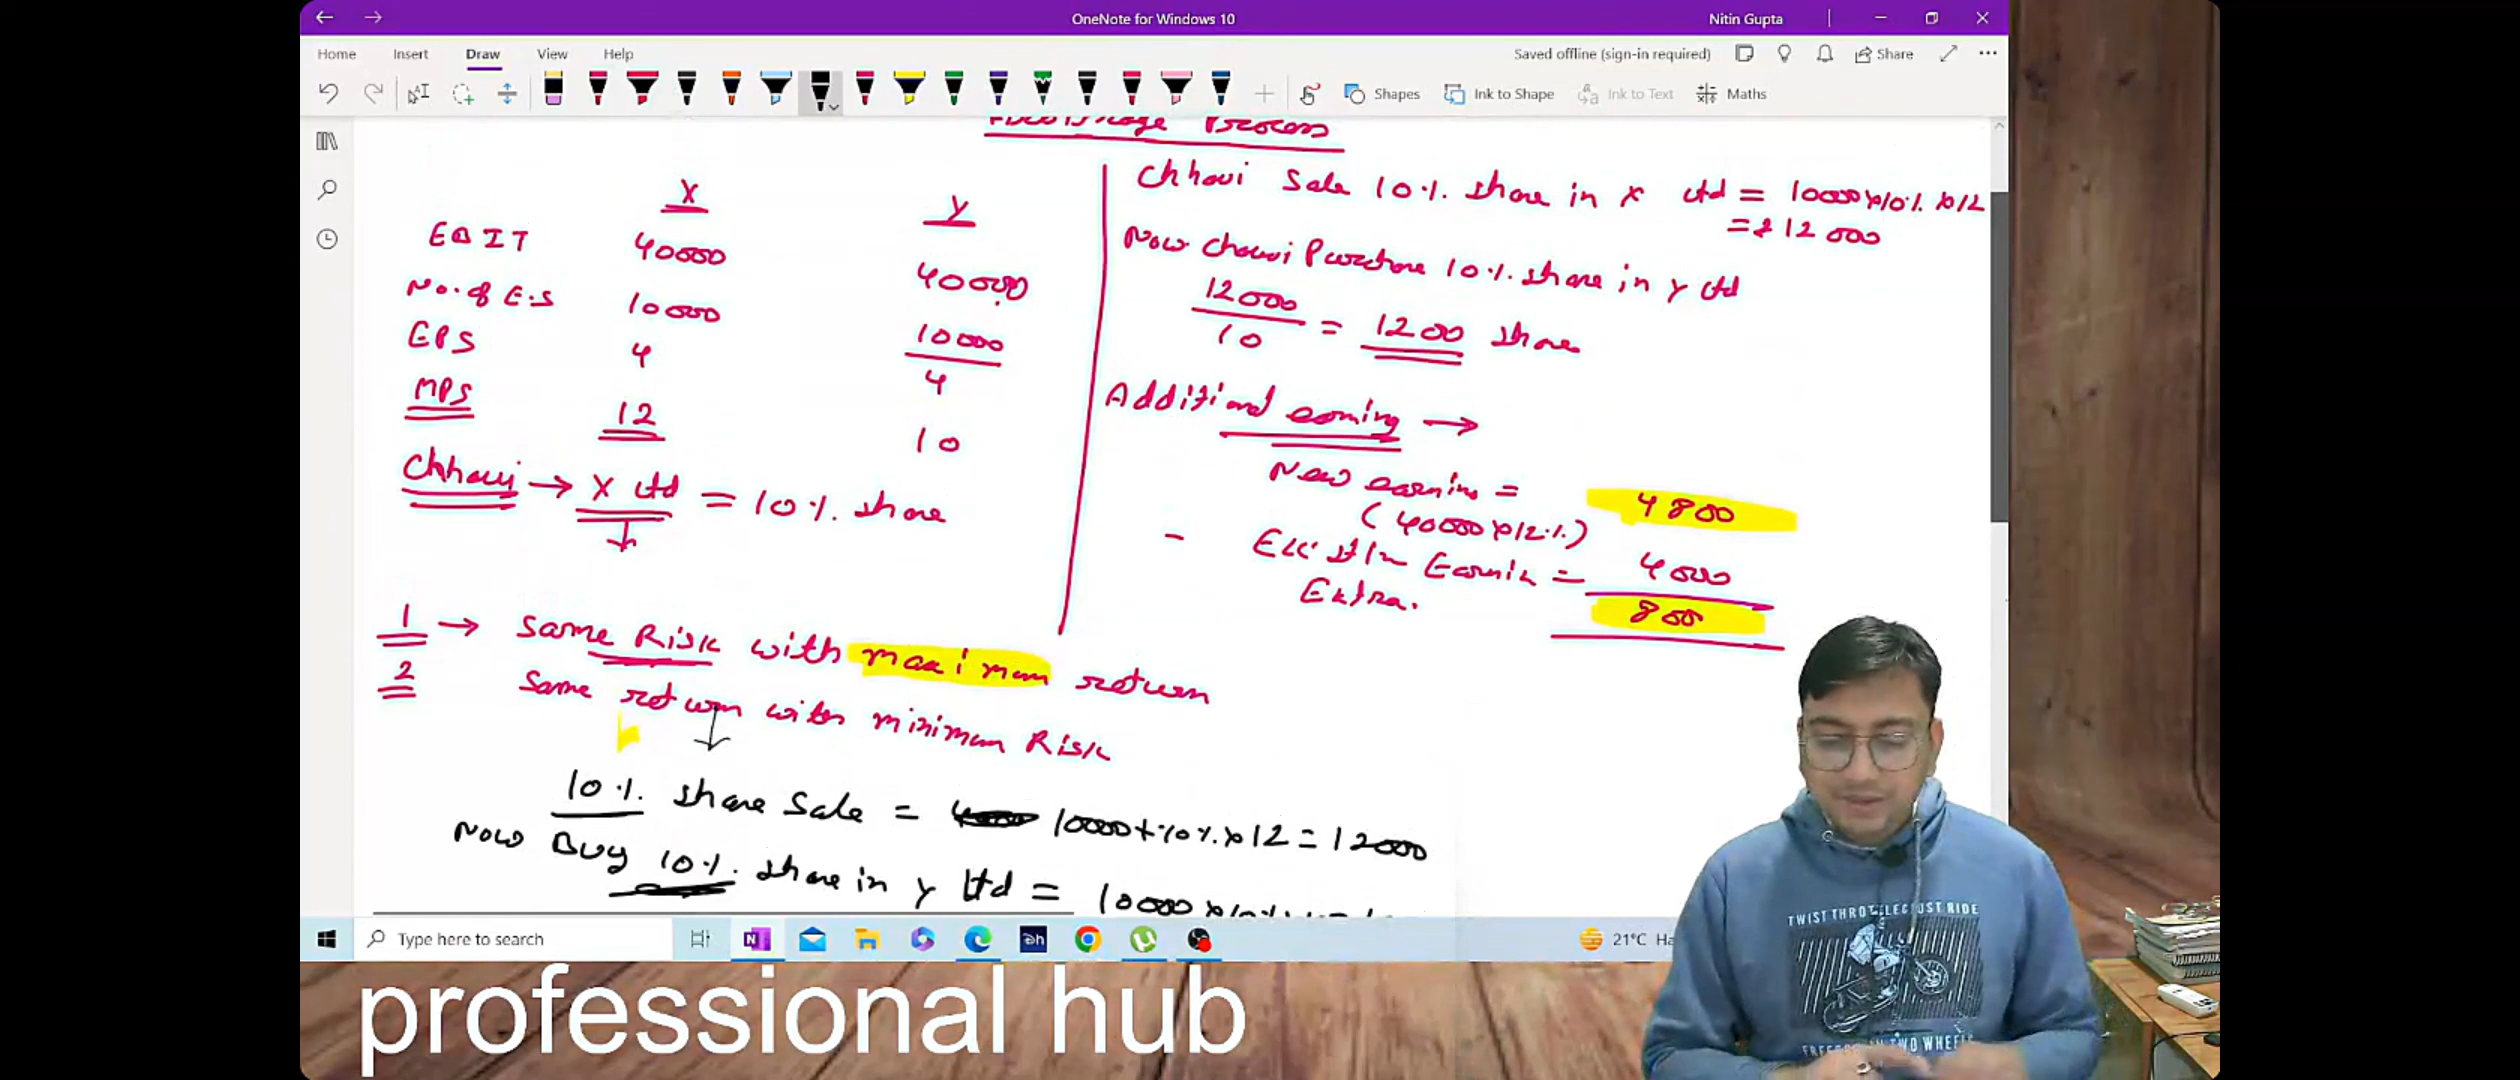 OneNote for Windows 10
Nitin Gupta
Home Insert Draw View Help
Saved offline (sign-in required)
Share
Shapes Ink to Shape Ink to Text Maths
Process
X Y
EBIT 40000 40000
No. of E.S 10000 10000
EPS 4 4
MPS 12 10
Chhavi → X Ltd = 10% share
1 → Same Risk with maximum return
2 Same return with minimum Risk
10% share Sale = 10000+10%×12 = 12000
Now Buy 10% share in Y Ltd =
Chhavi Sale 10% share in X Ltd = 10000×10%×12
= ₹12000
Now Chavi Purchase 10% share in Y Ltd
12000
10
= 1200 share
Additional earning →
New earning = 4800
(40000×12%)
- = 4000
Extra. 800
Type here to search
21°C Ha
professional hub
TWIST THROTTLE JUST RIDE
TWO WHEEL